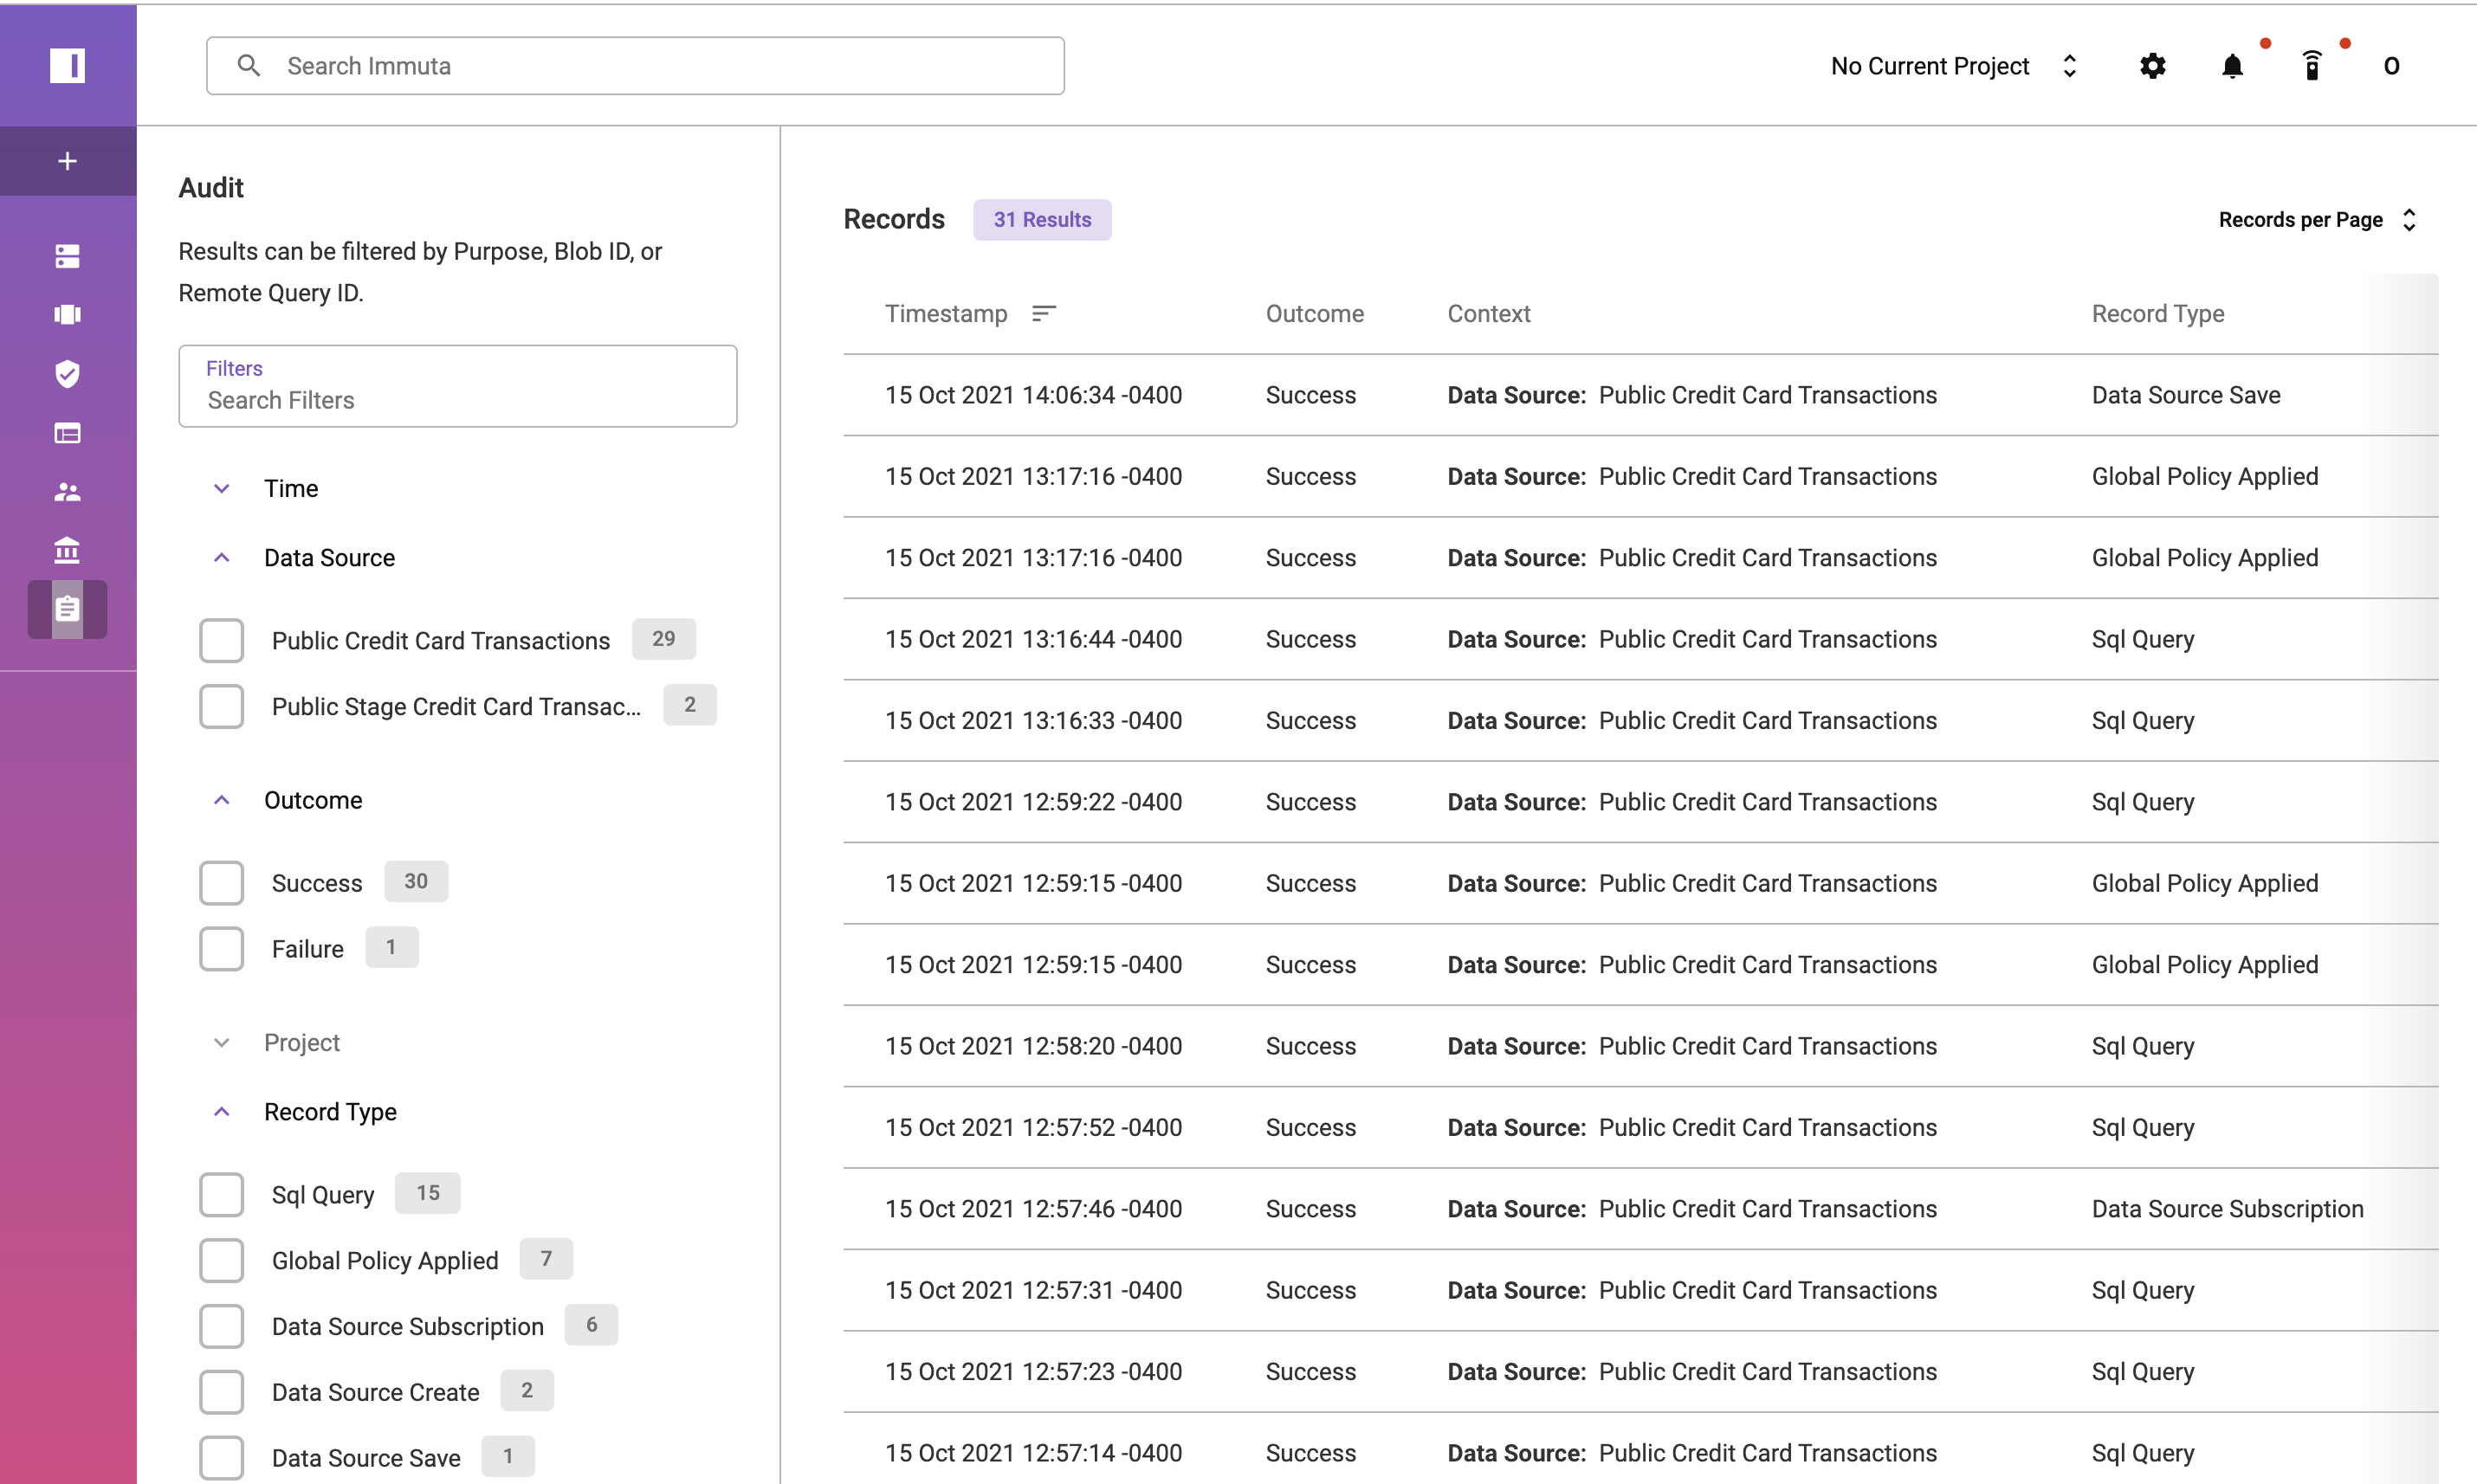 Search Immuta
No Current Project
O
Audit
Results can be filtered by Purpose, Blob ID, or
Remote Query ID.
Filters
Search Filters
Time
Data Source
Public Credit Card Transactions 29
Public Stage Credit Card Transac... 2
Outcome
Success 30
Failure 1
Project
Record Type
Sql Query 15
Global Policy Applied 7
Data Source Subscription 6
Data Source Create 2
Data Source Save 1
Records 31 Results
Records per Page
Timestamp Outcome Context Record Type
15 Oct 2021 14:06:34 -0400 Success Data Source: Public Credit Card Transactions Data Source Save
15 Oct 2021 13:17:16 -0400 Success Data Source: Public Credit Card Transactions Global Policy Applied
15 Oct 2021 13:17:16 -0400 Success Data Source: Public Credit Card Transactions Global Policy Applied
15 Oct 2021 13:16:44 -0400 Success Data Source: Public Credit Card Transactions Sql Query
15 Oct 2021 13:16:33 -0400 Success Data Source: Public Credit Card Transactions Sql Query
15 Oct 2021 12:59:22 -0400 Success Data Source: Public Credit Card Transactions Sql Query
15 Oct 2021 12:59:15 -0400 Success Data Source: Public Credit Card Transactions Global Policy Applied
15 Oct 2021 12:59:15 -0400 Success Data Source: Public Credit Card Transactions Global Policy Applied
15 Oct 2021 12:58:20 -0400 Success Data Source: Public Credit Card Transactions Sql Query
15 Oct 2021 12:57:52 -0400 Success Data Source: Public Credit Card Transactions Sql Query
15 Oct 2021 12:57:46 -0400 Success Data Source: Public Credit Card Transactions Data Source Subscription
15 Oct 2021 12:57:31 -0400 Success Data Source: Public Credit Card Transactions Sql Query
15 Oct 2021 12:57:23 -0400 Success Data Source: Public Credit Card Transactions Sql Query
15 Oct 2021 12:57:14 -0400 Success Data Source: Public Credit Card Transactions Sql Query